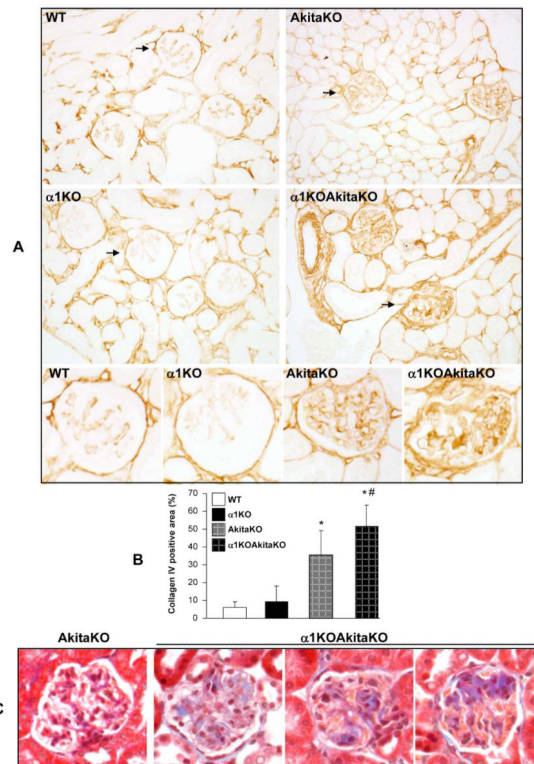 WT AkitaKO
α1KO α1KOAkitaKO
A
WT α1KO AkitaKO α1KOAkitaKO
B
Collagen IV positive area (%)
70
60
50
40
30
20
10
0
WT
α1KO
AkitaKO
α1KOAkitaKO
*
*#
AkitaKO α1KOAkitaKO
C